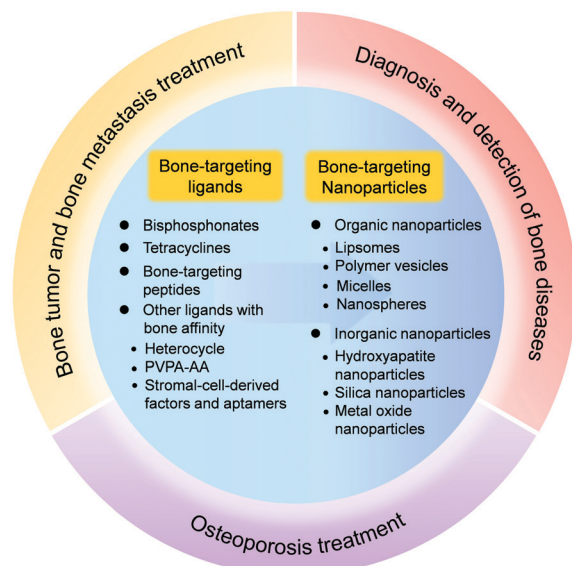 Bone tumor and bone metastasis treatment
Diagnosis and detection of bone diseases
Bone-targeting
ligands
● Bisphosphonates
● Tetracyclines
● Bone-targeting
peptides
● Other ligands with
bone affinity
• Heterocycle
• PVPA-AA
• Stromal-cell-derived
factors and aptamers
Bone-targeting
Nanoparticles
● Organic nanoparticles
• Lipsomes
• Polymer vesicles
• Micelles
• Nanospheres
● Inorganic nanoparticles
• Hydroxyapatite
nanoparticles
• Silica nanoparticles
• Metal oxide
nanoparticles
Osteoporosis treatment